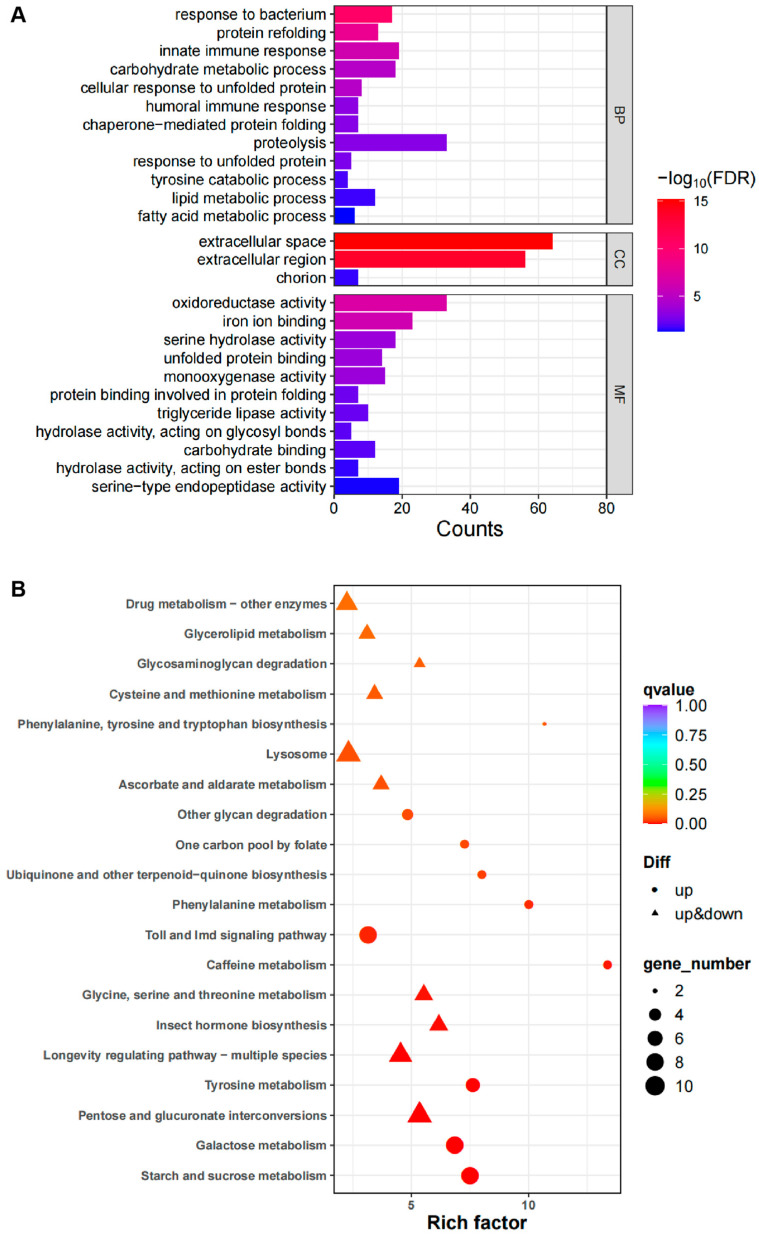 A
response to bacterium
protein refolding
innate immune response
carbohydrate metabolic process
cellular response to unfolded protein
humoral immune response
chaperone−mediated protein folding
proteolysis
response to unfolded protein
tyrosine catabolic process
lipid metabolic process
fatty acid metabolic process
BP
extracellular space
extracellular region
chorion
CC
oxidoreductase activity
iron ion binding
serine hydrolase activity
unfolded protein binding
monooxygenase activity
protein binding involved in protein folding
triglyceride lipase activity
hydrolase activity, acting on glycosyl bonds
carbohydrate binding
hydrolase activity, acting on ester bonds
serine−type endopeptidase activity
MF
0 20 40 60 80
Counts
−log10(FDR)
15
10
5
B
Drug metabolism − other enzymes
Glycerolipid metabolism
Glycosaminoglycan degradation
Cysteine and methionine metabolism
Phenylalanine, tyrosine and tryptophan biosynthesis
Lysosome
Ascorbate and aldarate metabolism
Other glycan degradation
One carbon pool by folate
Ubiquinone and other terpenoid−quinone biosynthesis
Phenylalanine metabolism
Toll and Imd signaling pathway
Caffeine metabolism
Glycine, serine and threonine metabolism
Insect hormone biosynthesis
Longevity regulating pathway − multiple species
Tyrosine metabolism
Pentose and glucuronate interconversions
Galactose metabolism
Starch and sucrose metabolism
5 10
Rich factor
qvalue
1.00
0.75
0.50
0.25
0.00
Diff
up
up&down
gene_number
2
4
6
8
10